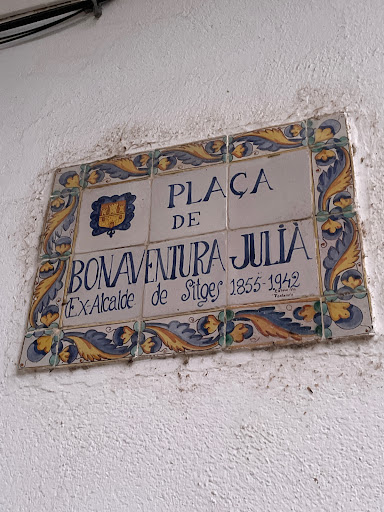 PLAÇA
DE
BONAVENTURA JULIÀ
Ex-Alcalde de Sitges 1855-1942